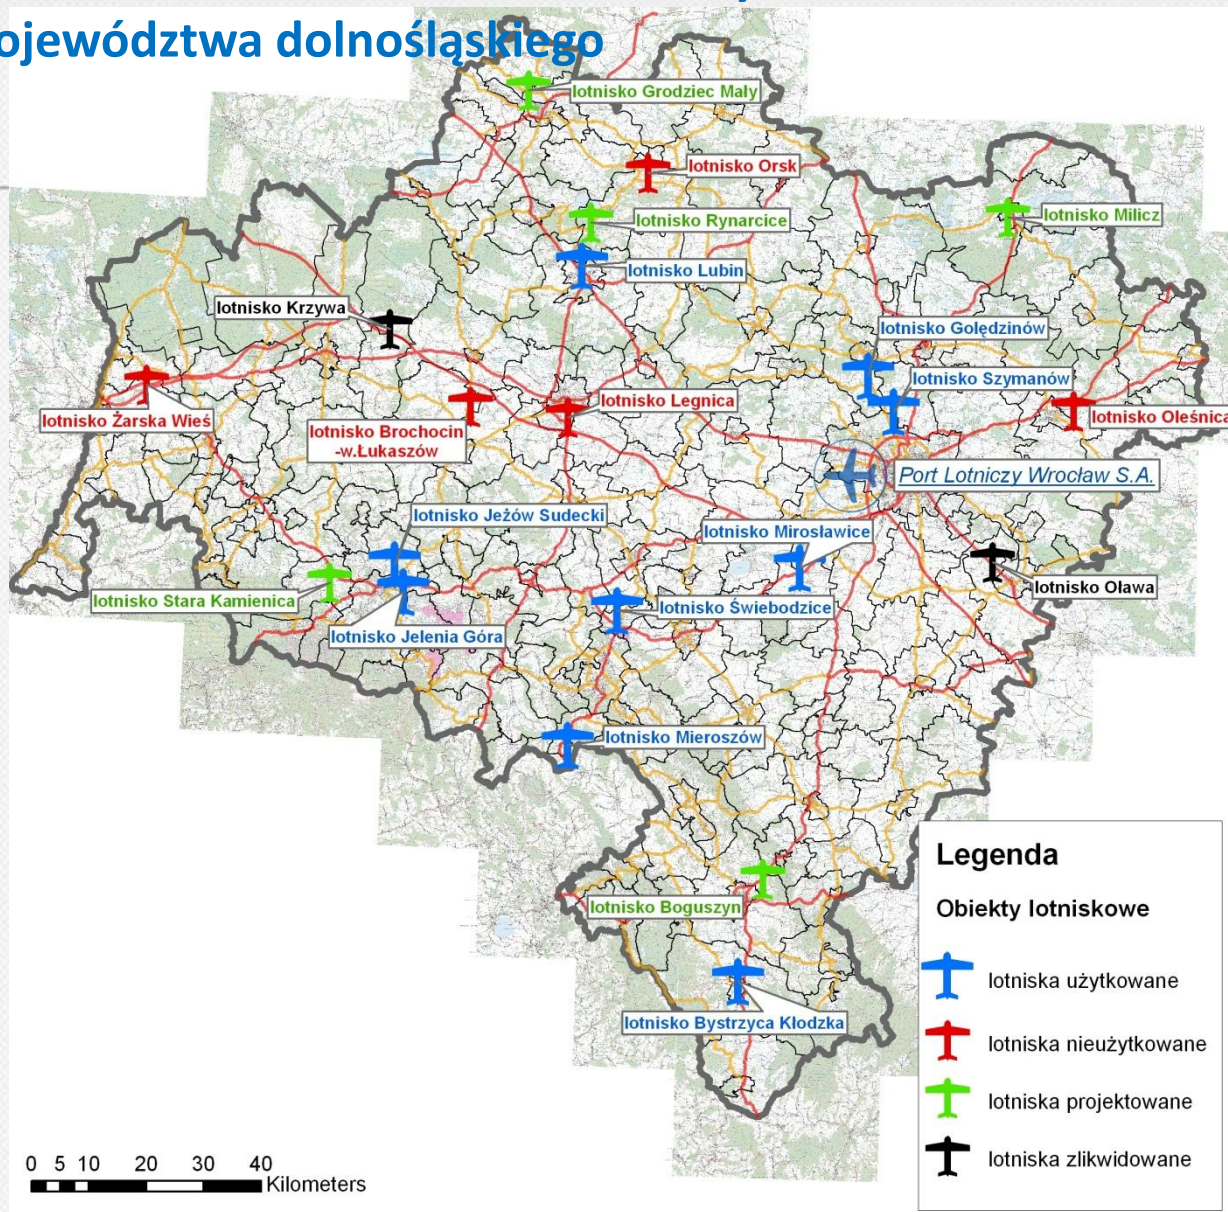 ojewództwa dolnośląskiego
lotnisko Grodziec Mały
lotnisko Orsk
lotnisko Rynarcice
lotnisko Milicz
lotnisko Lubin
lotnisko Krzywa
lotnisko Golędzinów
lotnisko Szymanów
lotnisko Legnica
lotnisko Żarska Wieś
lotnisko Oleśnica
lotnisko Brochocin
-w.Łukaszów
Port Lotniczy Wrocław S.A.
lotnisko Jeżów Sudecki
lotnisko Mirosławice
lotnisko Oława
lotnisko Stara Kamienica
lotnisko Świebodzice
lotnisko Jelenia Góra
lotnisko Mieroszów
lotnisko Boguszyn
lotnisko Bystrzyca Kłodzka
Legenda
Obiekty lotniskowe
lotniska użytkowane
lotniska nieużytkowane
lotniska projektowane
lotniska zlikwidowane
0 5 10 20 30 40
Kilometers